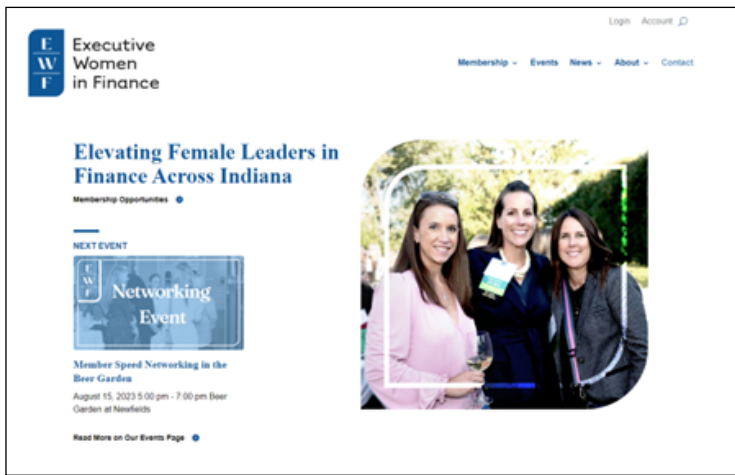 Login Account
E
W
F
Executive
Women
in Finance
Membership Events News About Contact
Elevating Female Leaders in
Finance Across Indiana
Membership Opportunities
NEXT EVENT
E
W
F
Networking
Event
Member Speed Networking in the
Beer Garden
August 15, 2023 5:00 pm - 7:00 pm Beer
Garden at Newfields
Read More on Our Events Page